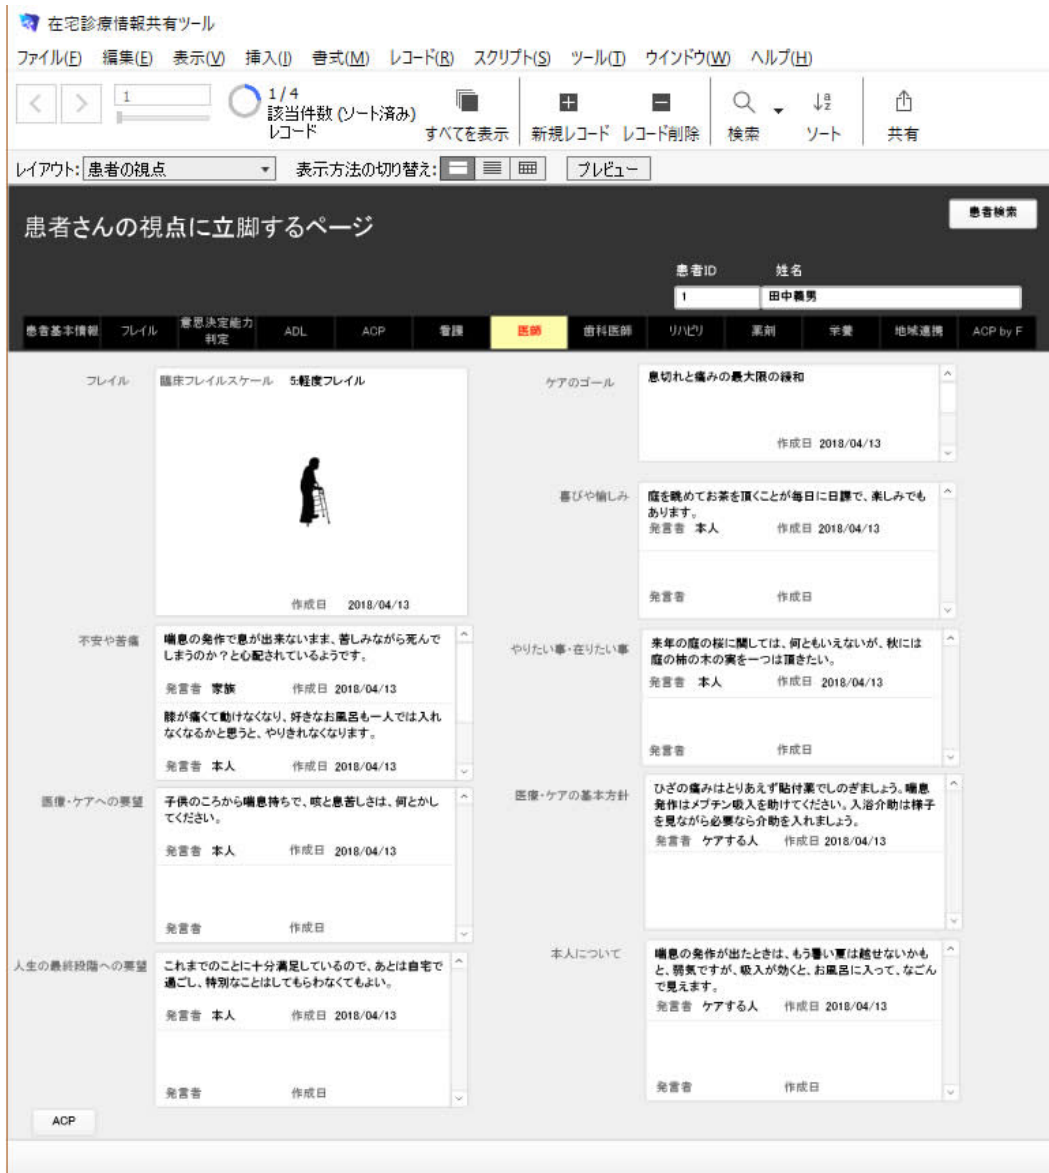 在宅診療情報共有ツール
ファイル(F) 編集(E) 表示(V) 挿入(I) 書式(M) レコード(R) スクリプト(S) ツール(T) ウインドウ(W) ヘルプ(H)
1
1/4
該当件数 (ソート済み)
レコード
すべてを表示 新規レコード レコード削除 検索 ソート 共有
レイアウト: 患者の視点 表示方法の切り替え: プレビュー
患者さんの視点に立脚するページ
患者検索
患者ID 姓名
1 田中義男
患者基本情報 フレイル 意思決定能力 ADL ACP 看護 医師 歯科医師 リハビリ 薬剤 栄養 地域連携 ACP by F
判定
フレイル 臨床フレイルスケール 5:軽度フレイル
作成日 2018/04/13
ケアのゴール 息切れと痛みの最大限の緩和
作成日 2018/04/13
喜びや愉しみ 庭を眺めてお茶を頂くことが毎日に日課で、楽しみでも
あります。
発言者 本人 作成日 2018/04/13
発言者 作成日
不安や苦痛 喘息の発作で息が出来ないまま、苦しみながら死んで
しまうのか?と心配されているようです。
発言者 家族 作成日 2018/04/13
膝が痛くて動けなくなり、好きなお風呂も一人では入れ
なくなるかと思うと、やりきれなくなります。
発言者 本人 作成日 2018/04/13
やりたい事・在りたい事 来年の庭の桜に関しては、何ともいえないが、秋には
庭の柿の木の実を一つは頂きたい。
発言者 本人 作成日 2018/04/13
発言者 作成日
医療・ケアへの要望 子供のころから喘息持ちで、咳と息苦しさは、何とかし
てください。
発言者 本人 作成日 2018/04/13
発言者 作成日
医療・ケアの基本方針 ひざの痛みはとりあえず貼付薬でしのぎましょう。喘息
発作はメプチン吸入を助けてください。入浴介助は様子
を見ながら必要なら介助を入れましょう。
発言者 ケアする人 作成日 2018/04/13
人生の最終段階への要望 これまでのことに十分満足しているので、あとは自宅で
過ごし、特別なことはしてもらわなくてもよい。
発言者 本人 作成日 2018/04/13
発言者 作成日
本人について 喘息の発作が出たときは、もう暑い夏は越せないかも
と、弱気ですが、吸入が効くと、お風呂に入って、なごん
で見えます。
発言者 ケアする人 作成日 2018/04/13
発言者 作成日
ACP